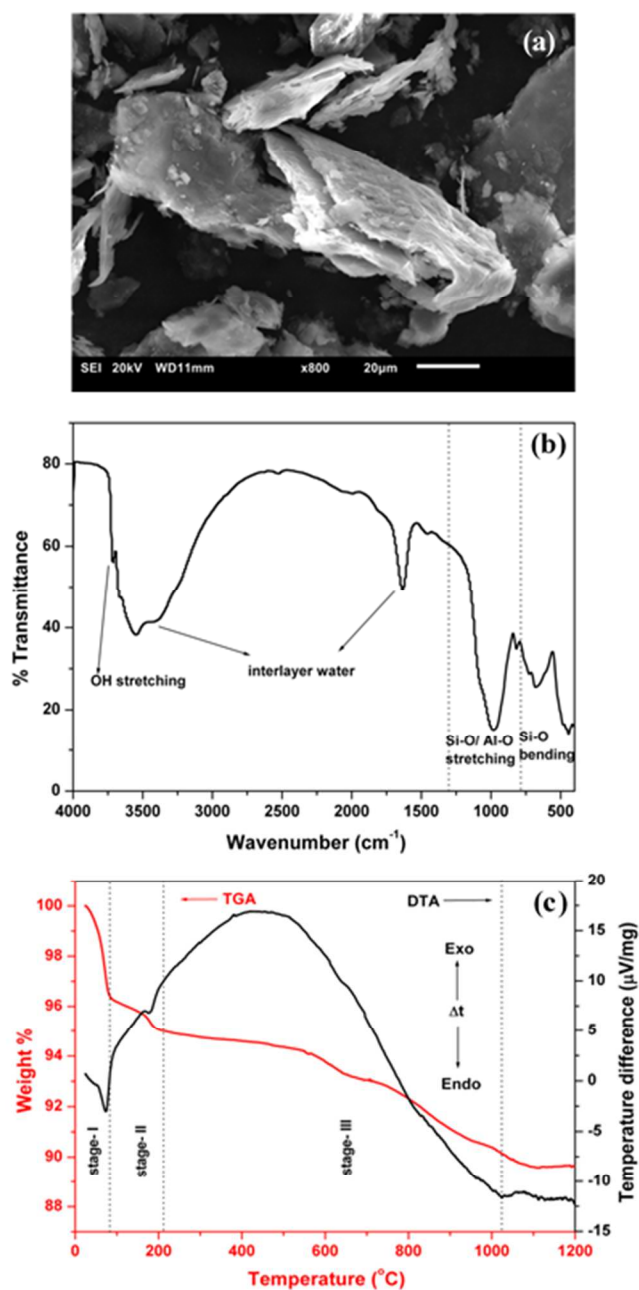 (a)
SEI 20kV WD11mm x800 20μm
(b)
80
60
40
20
0
% Transmittance
OH stretching
interlayer water
Si-O/ Al-O
stretching
Si-O
bending
4000 3500 3000 2500 2000 1500 1000 500
Wavenumber (cm⁻¹)
(c)
TGA
DTA
Exo
Δt
Endo
100
98
96
94
92
90
88
Weight %
20
15
10
5
0
-5
-10
-15
Temperature difference (μV/mg)
stage- I
stage- II
stage- III
0 200 400 600 800 1000 1200
Temperature (°C)